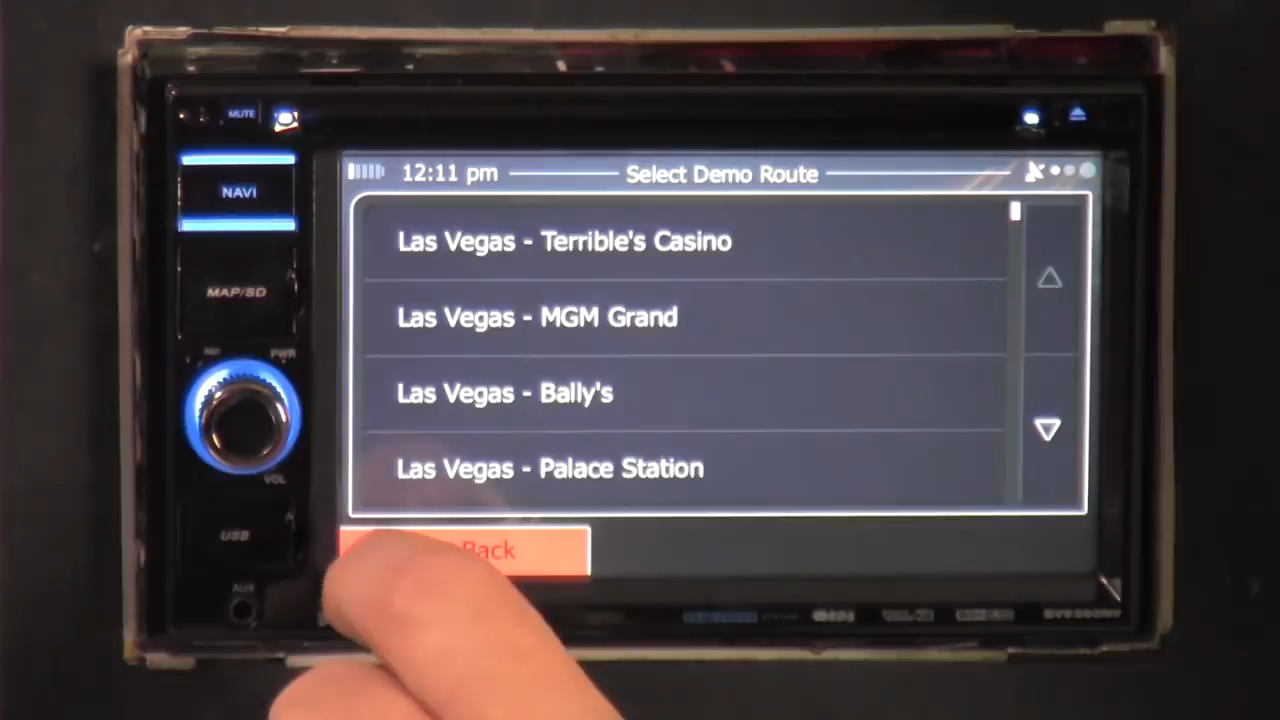 MUTE
NAVI
12:11 pm
Select Demo Route
MAP/SD
Las Vegas - Terrible's Casino
Las Vegas - MGM Grand
Las Vegas - Bally's
Las Vegas - Palace Station
PWR
VOL
USB
Back
AUX